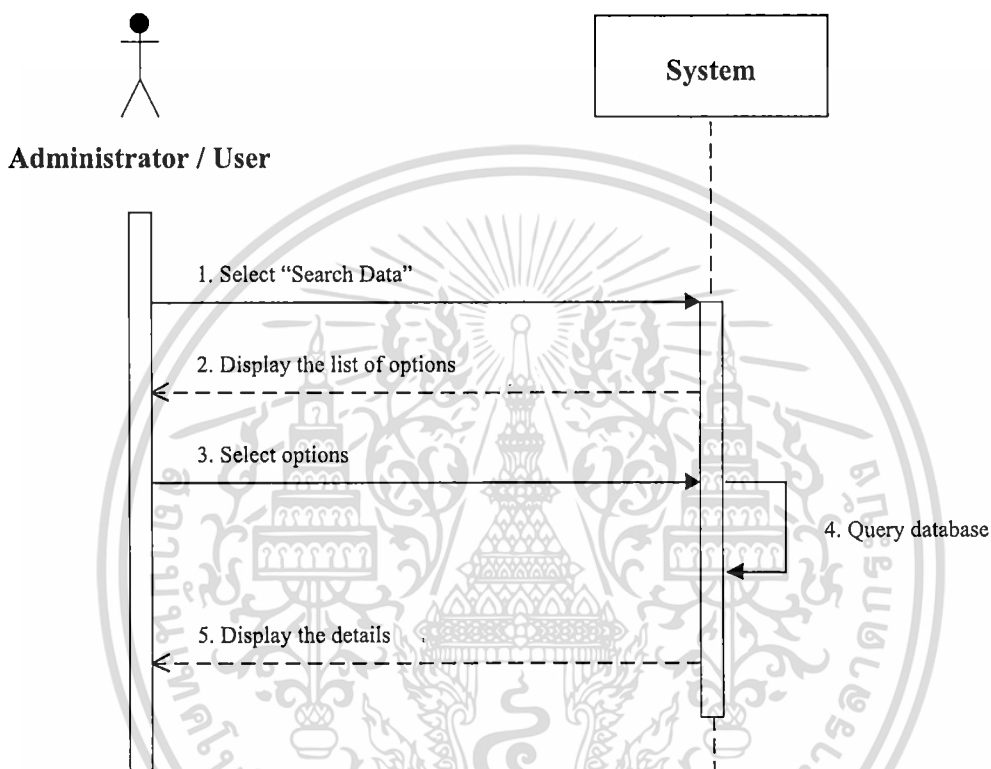 System
Administrator / User
1. Select “Search Data”
2. Display the list of options
3. Select options
4. Query database
5. Display the details